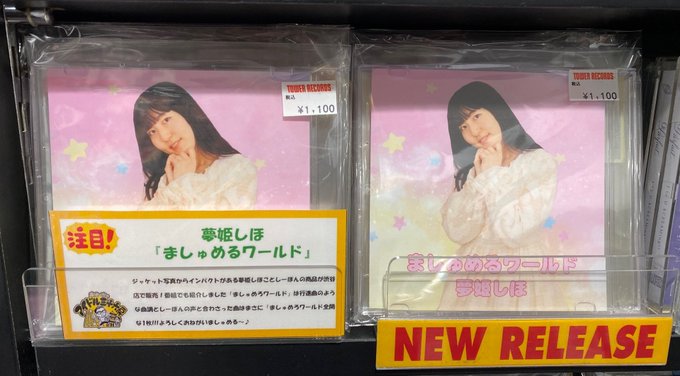 TOWER RECORDS
税込
¥1,100
TOWER RECORDS
税込
¥1,100
注目!
夢姫しほ
『ましゅめるワールド』
ジャケット写真からインパクトがある夢姫しほことしーぽんの商品が渋谷
店で販売!番組でも紹介しました「ましゅめるワールド」は行進曲のよう
な曲調としーぽんの声と合わさった曲はまさに「ましゅめるワールド全開
な1枚!!!よろしくおねがいましゅめる〜♪
ましゅめるワールド
夢姫しほ
NEW RELEASE